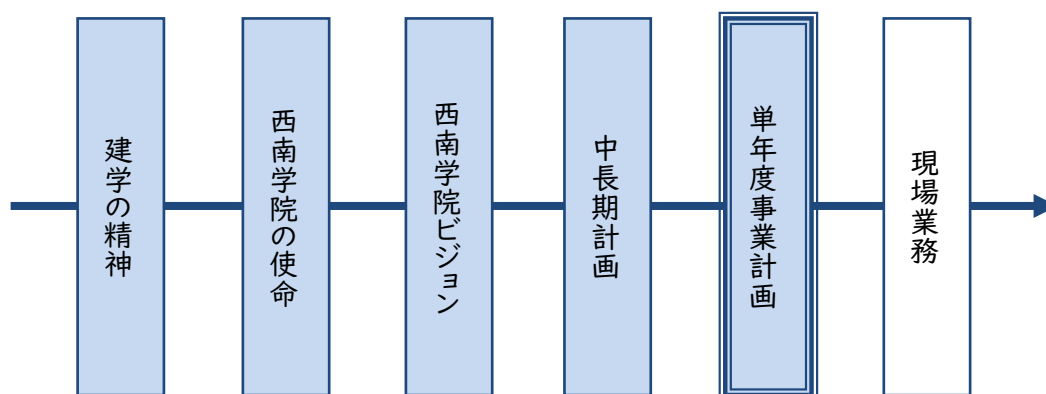 建学の精神
西南学院の使命
西南学院ビジョン
中長期計画
単年度事業計画
現場業務